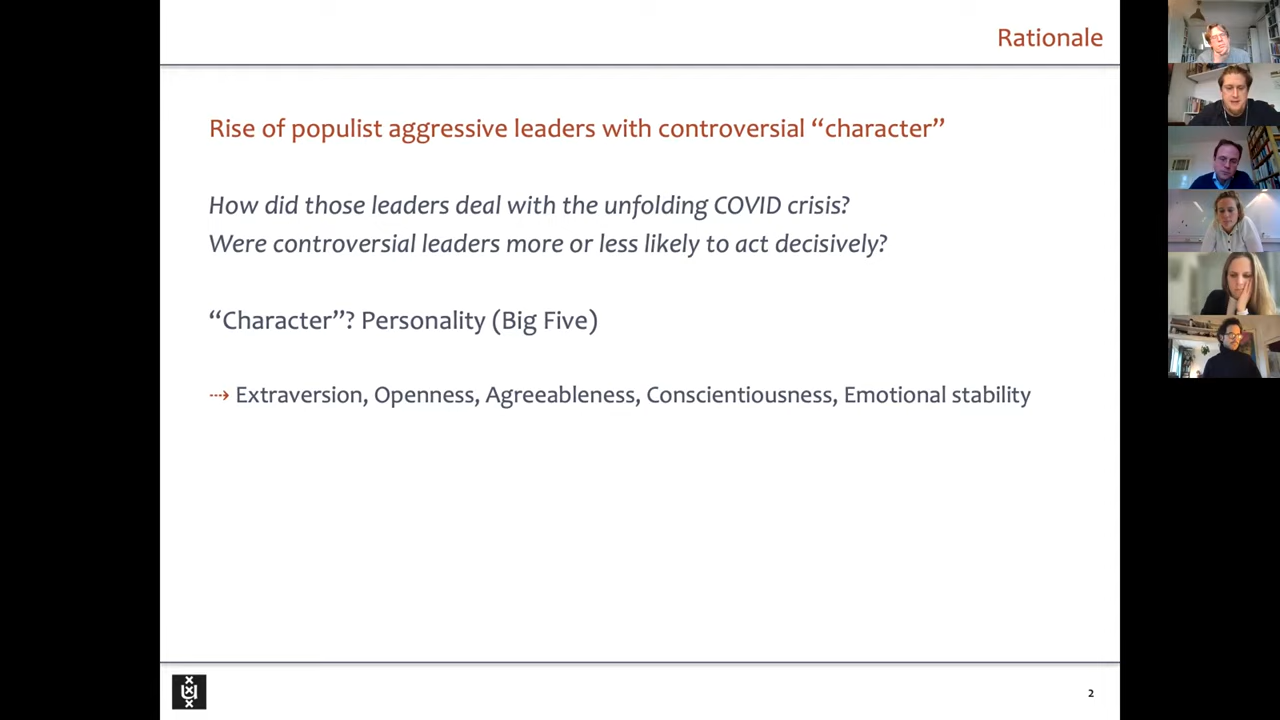 Rationale
Rise of populist aggressive leaders with controversial “character”
How did those leaders deal with the unfolding COVID crisis?
Were controversial leaders more or less likely to act decisively?
“Character”? Personality (Big Five)
⇢ Extraversion, Openness, Agreeableness, Conscientiousness, Emotional stability
2